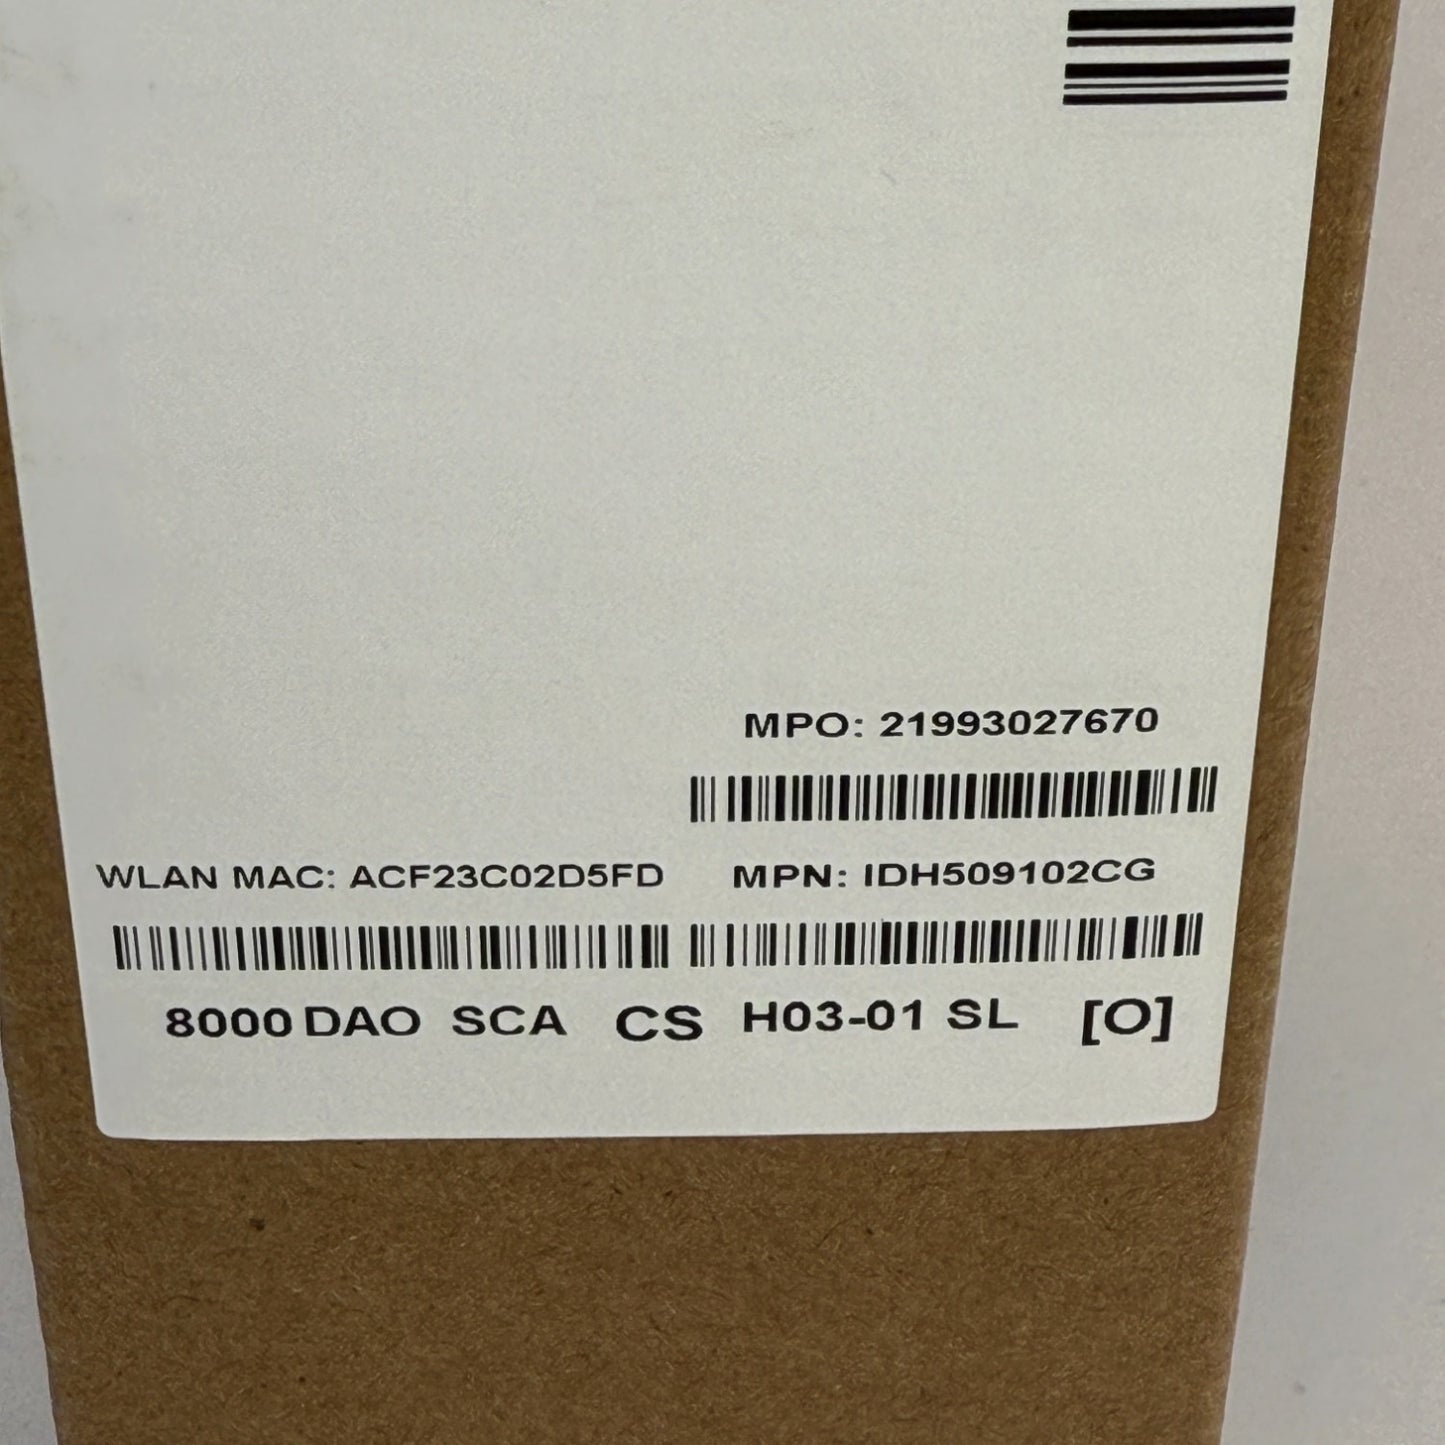 MPO: 21993027670
WLAN MAC: ACF23C02D5FD MPN: IDH509102CG
8000 DAO SCA CS H03-01 SL [O]